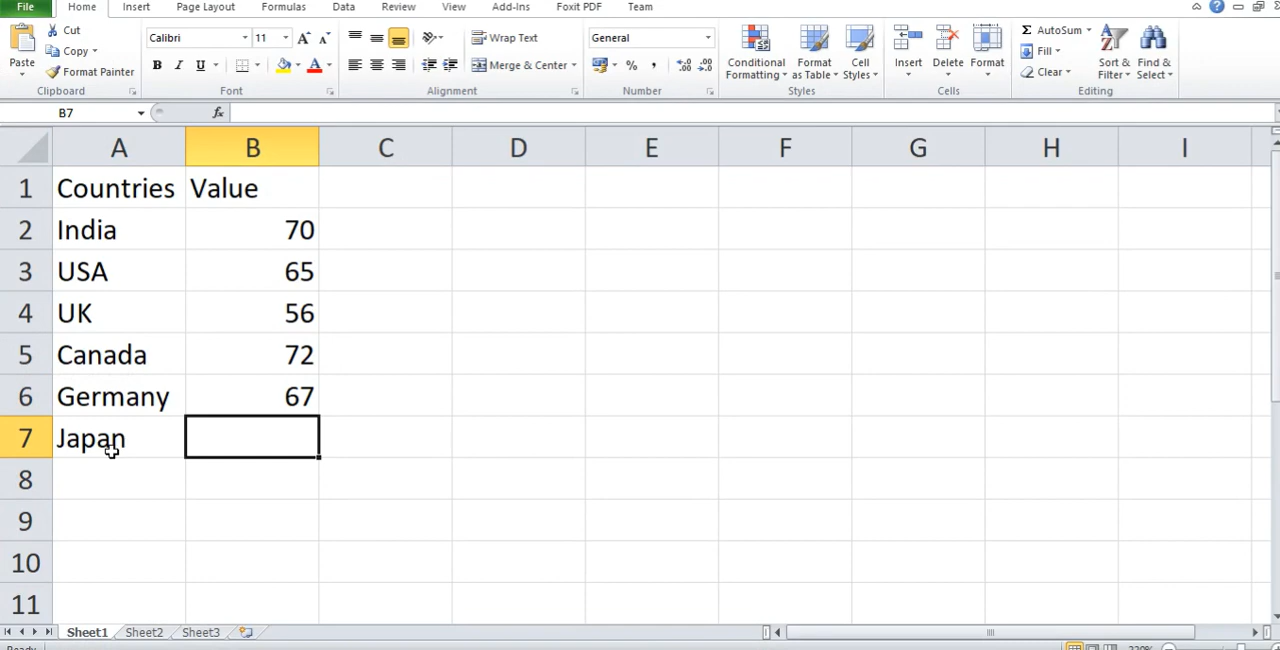 File Home Insert Page Layout Formulas Data Review View Add-Ins Foxit PDF Team
Paste
Cut
Copy
Format Painter
Clipboard
Calibri 11 A A
B I U A
Font
Wrap Text
Merge & Center
Alignment
General
% ,
Number
Conditional Formatting
Format as Table
Cell Styles
Styles
Insert Delete Format
Cells
Σ AutoSum
Fill
Clear
Sort & Filter
Find & Select
Editing
B7 fx
A B C D E F G H I
1 Countries Value
2 India 70
3 USA 65
4 UK 56
5 Canada 72
6 Germany 67
7 Japan
8
9
10
11
Sheet1 Sheet2 Sheet3